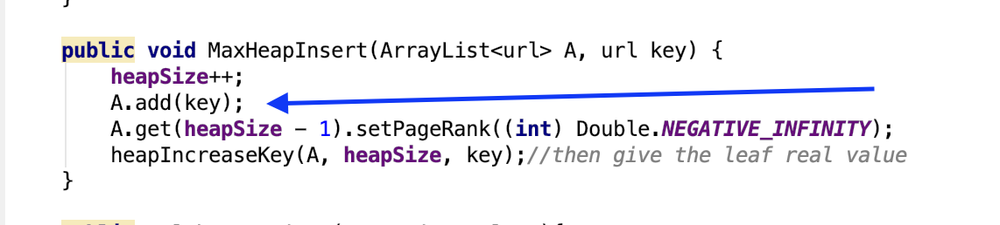 }
public void MaxHeapInsert(ArrayList<url> A, url key) {
heapSize++;
A.add(key);
A.get(heapSize - 1).setPageRank((int) Double.NEGATIVE_INFINITY);
heapIncreaseKey(A, heapSize, key);//then give the leaf real value
}